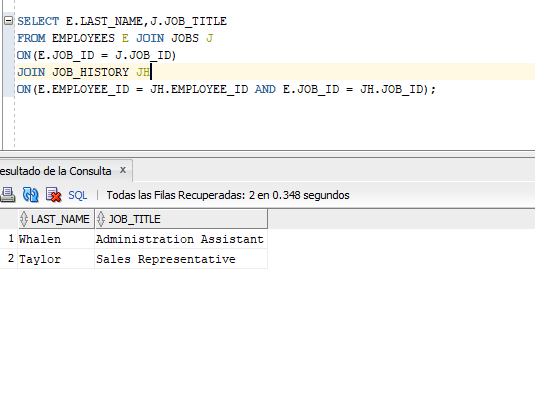 SELECT E.LAST_NAME,J.JOB_TITLE
FROM EMPLOYEES E JOIN JOBS J
ON(E.JOB_ID = J.JOB_ID)
JOIN JOB_HISTORY JH
ON(E.EMPLOYEE_ID = JH.EMPLOYEE_ID AND E.JOB_ID = JH.JOB_ID);
esultado de la Consulta x
SQL | Todas las Filas Recuperadas: 2 en 0.348 segundos
LAST_NAME JOB_TITLE
1 Whalen Administration Assistant
2 Taylor Sales Representative